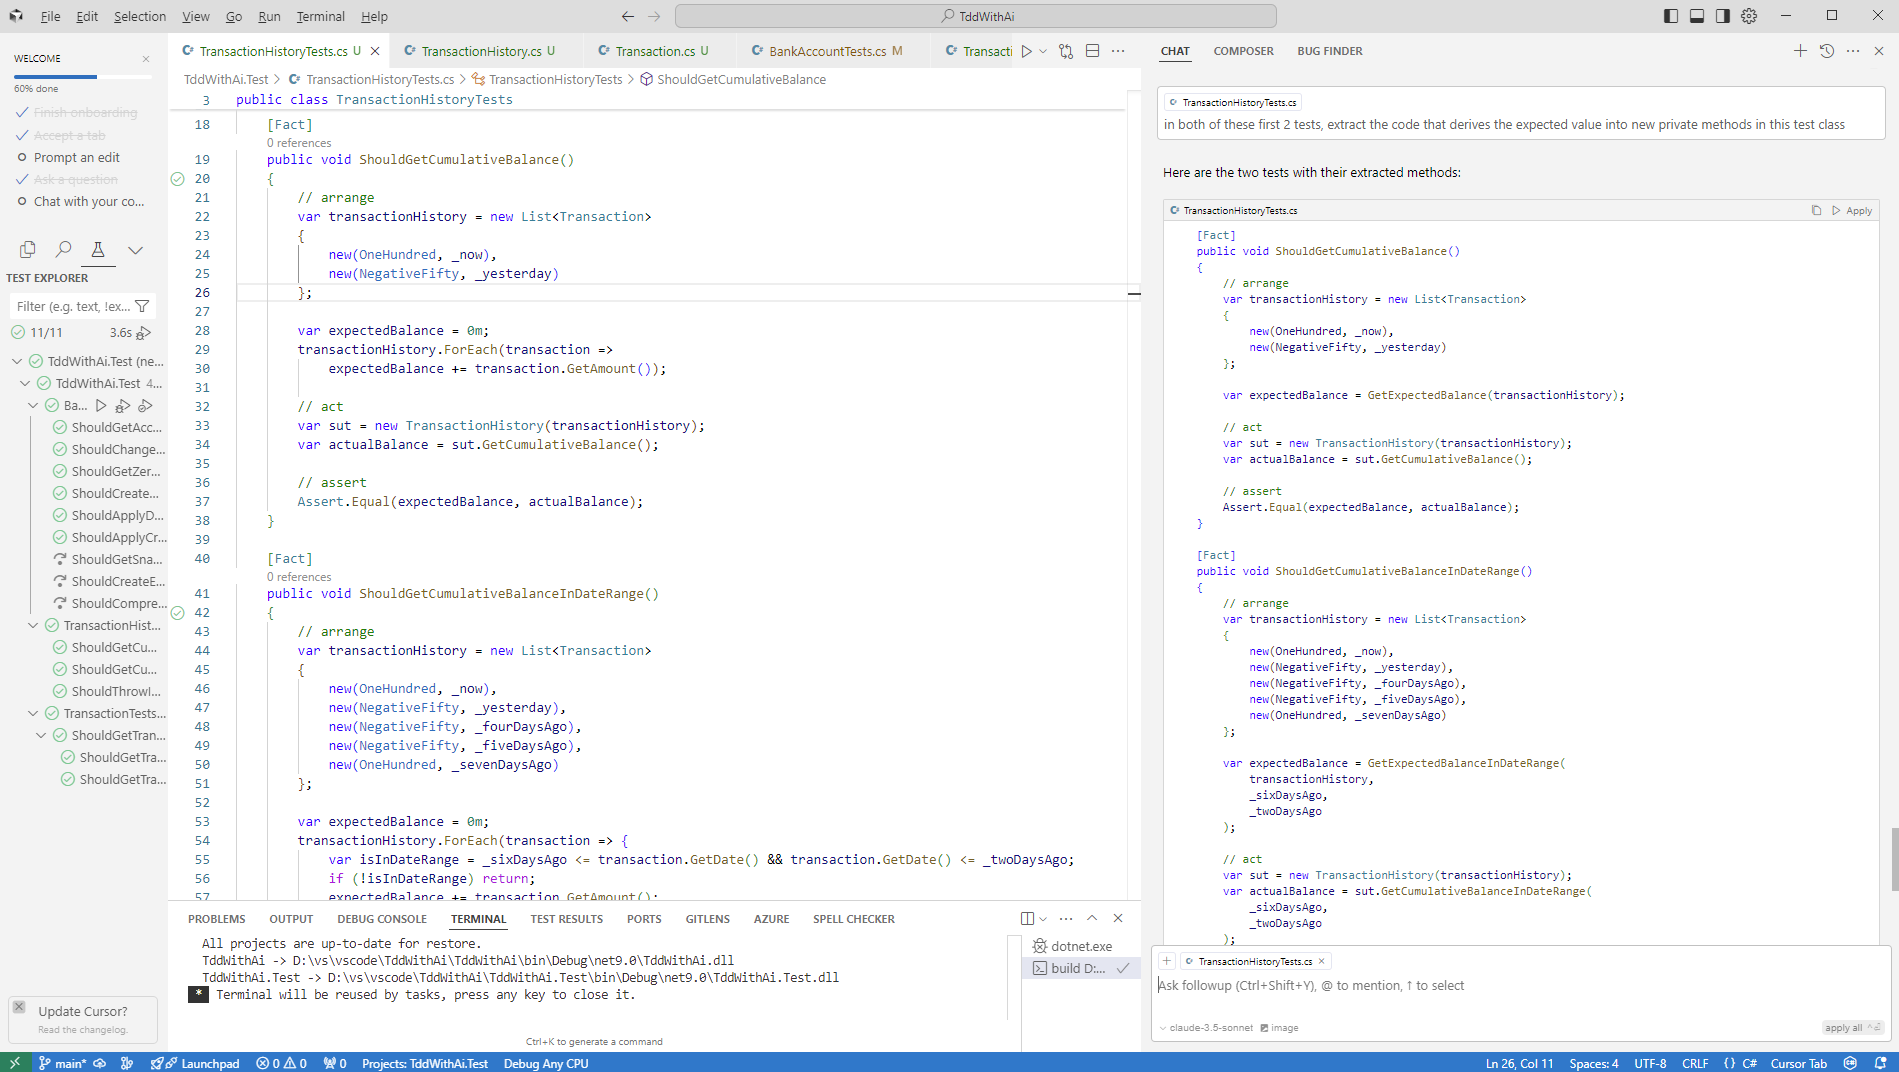 File Edit Selection View Go Run Terminal Help
TddWithAi
WELCOME
60% done
Finish onboarding
Accept a tab
Prompt an edit
Ask a question
Chat with your co...
TEST EXPLORER
Filter (e.g. text, !ex...
11/11 3.6s
TddWithAi.Test (ne...
TddWithAi.Test 4...
Ba...
ShouldGetAcc...
ShouldChange...
ShouldGetZer...
ShouldCreate...
ShouldApplyD...
ShouldApplyCr...
ShouldGetSna...
ShouldCreateE...
ShouldCompre...
TransactionHist...
ShouldGetCu...
ShouldGetCu...
ShouldThrowI...
TransactionTests...
ShouldGetTran...
ShouldGetTra...
ShouldGetTra...
Update Cursor?
Read the changelog.
TransactionHistoryTests.cs U TransactionHistory.cs U Transaction.cs U BankAccountTests.cs M Transacti
TddWithAi.Test > TransactionHistoryTests.cs > TransactionHistoryTests > ShouldGetCumulativeBalance
3 public class TransactionHistoryTests
18 [Fact]
0 references
19 public void ShouldGetCumulativeBalance()
20 {
21 // arrange
22 var transactionHistory = new List<Transaction>
23 {
24 new(OneHundred, _now),
25 new(NegativeFifty, _yesterday)
26 };
27
28 var expectedBalance = 0m;
29 transactionHistory.ForEach(transaction =>
30 expectedBalance += transaction.GetAmount());
31
32 // act
33 var sut = new TransactionHistory(transactionHistory);
34 var actualBalance = sut.GetCumulativeBalance();
35
36 // assert
37 Assert.Equal(expectedBalance, actualBalance);
38 }
39
40 [Fact]
0 references
41 public void ShouldGetCumulativeBalanceInDateRange()
42 {
43 // arrange
44 var transactionHistory = new List<Transaction>
45 {
46 new(OneHundred, _now),
47 new(NegativeFifty, _yesterday),
48 new(NegativeFifty, _fourDaysAgo),
49 new(NegativeFifty, _fiveDaysAgo),
50 new(OneHundred, _sevenDaysAgo)
51 };
52
53 var expectedBalance = 0m;
54 transactionHistory.ForEach(transaction => {
55 var isInDateRange = _sixDaysAgo <= transaction.GetDate() && transaction.GetDate() <= _twoDaysAgo;
56 if (!isInDateRange) return;
57 expectedBalance += transaction.GetAmount();
PROBLEMS OUTPUT DEBUG CONSOLE TERMINAL TEST RESULTS PORTS GITLENS AZURE SPELL CHECKER
All projects are up-to-date for restore.
TddWithAi -> D:\vs\vscode\TddWithAi\TddWithAi\bin\Debug\net9.0\TddWithAi.dll
TddWithAi.Test -> D:\vs\vscode\TddWithAi\TddWithAi.Test\bin\Debug\net9.0\TddWithAi.Test.dll
* Terminal will be reused by tasks, press any key to close it.
Ctrl+K to generate a command
dotnet.exe
build D:...
CHAT COMPOSER BUG FINDER
TransactionHistoryTests.cs
in both of these first 2 tests, extract the code that derives the expected value into new private methods in this test class
Here are the two tests with their extracted methods:
TransactionHistoryTests.cs Apply
[Fact]
public void ShouldGetCumulativeBalance()
{
// arrange
var transactionHistory = new List<Transaction>
{
new(OneHundred, _now),
new(NegativeFifty, _yesterday)
};
var expectedBalance = GetExpectedBalance(transactionHistory);
// act
var sut = new TransactionHistory(transactionHistory);
var actualBalance = sut.GetCumulativeBalance();
// assert
Assert.Equal(expectedBalance, actualBalance);
}
[Fact]
public void ShouldGetCumulativeBalanceInDateRange()
{
// arrange
var transactionHistory = new List<Transaction>
{
new(OneHundred, _now),
new(NegativeFifty, _yesterday),
new(NegativeFifty, _fourDaysAgo),
new(NegativeFifty, _fiveDaysAgo),
new(OneHundred, _sevenDaysAgo)
};
var expectedBalance = GetExpectedBalanceInDateRange(
transactionHistory,
_sixDaysAgo,
_twoDaysAgo
);
// act
var sut = new TransactionHistory(transactionHistory);
var actualBalance = sut.GetCumulativeBalanceInDateRange(
_sixDaysAgo,
_twoDaysAgo
);
+ TransactionHistoryTests.cs ×
Ask followup (Ctrl+Shift+Y), @ to mention, ↑ to select
claude-3.5-sonnet image apply all
main* Launchpad 0 0 0 Projects: TddWithAi.Test Debug Any CPU Ln 26, Col 11 Spaces: 4 UTF-8 CRLF {} C# Cursor Tab